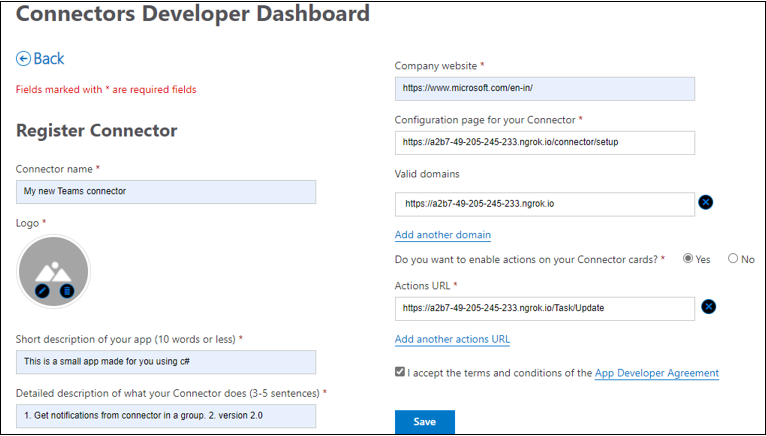 Connectors Developer Dashboard
Back
Fields marked with * are required fields
Register Connector
Connector name *
My new Teams connector
Logo *
Short description of your app (10 words or less) *
This is a small app made for you using c#
Detailed description of what your Connector does (3-5 sentences) *
1. Get notifications from connector in a group. 2. version 2.0
Company website *
https://www.microsoft.com/en-in/
Configuration page for your Connector *
https://a2b7-49-205-245-233.ngrok.io/connector/setup
Valid domains
https://a2b7-49-205-245-233.ngrok.io
Add another domain
Do you want to enable actions on your Connector cards? * Yes No
Actions URL *
https://a2b7-49-205-245-233.ngrok.io/Task/Update
Add another actions URL
I accept the terms and conditions of the App Developer Agreement
Save